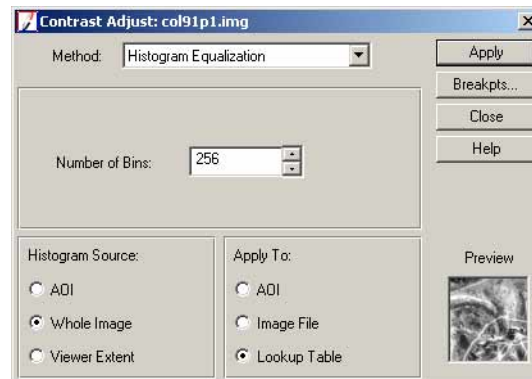 Contrast Adjust: col91p1.img
Method: Histogram Equalization
Apply
Breakpts...
Close
Help
Number of Bins: 256
Histogram Source:
AOI
Whole Image
Viewer Extent
Apply To:
AOI
Image File
Lookup Table
Preview